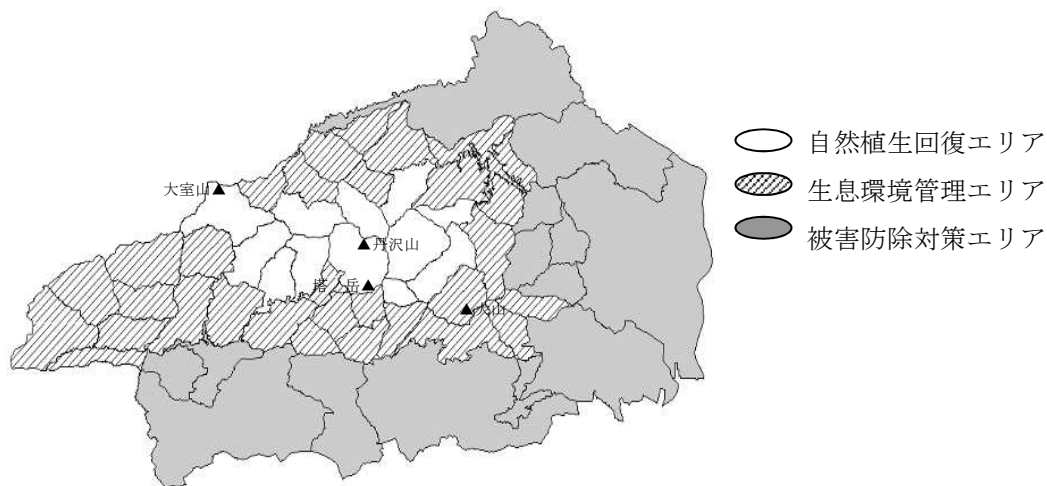 大室山
丹沢山
塔ノ岳
大山
自然植生回復エリア
生息環境管理エリア
被害防除対策エリア